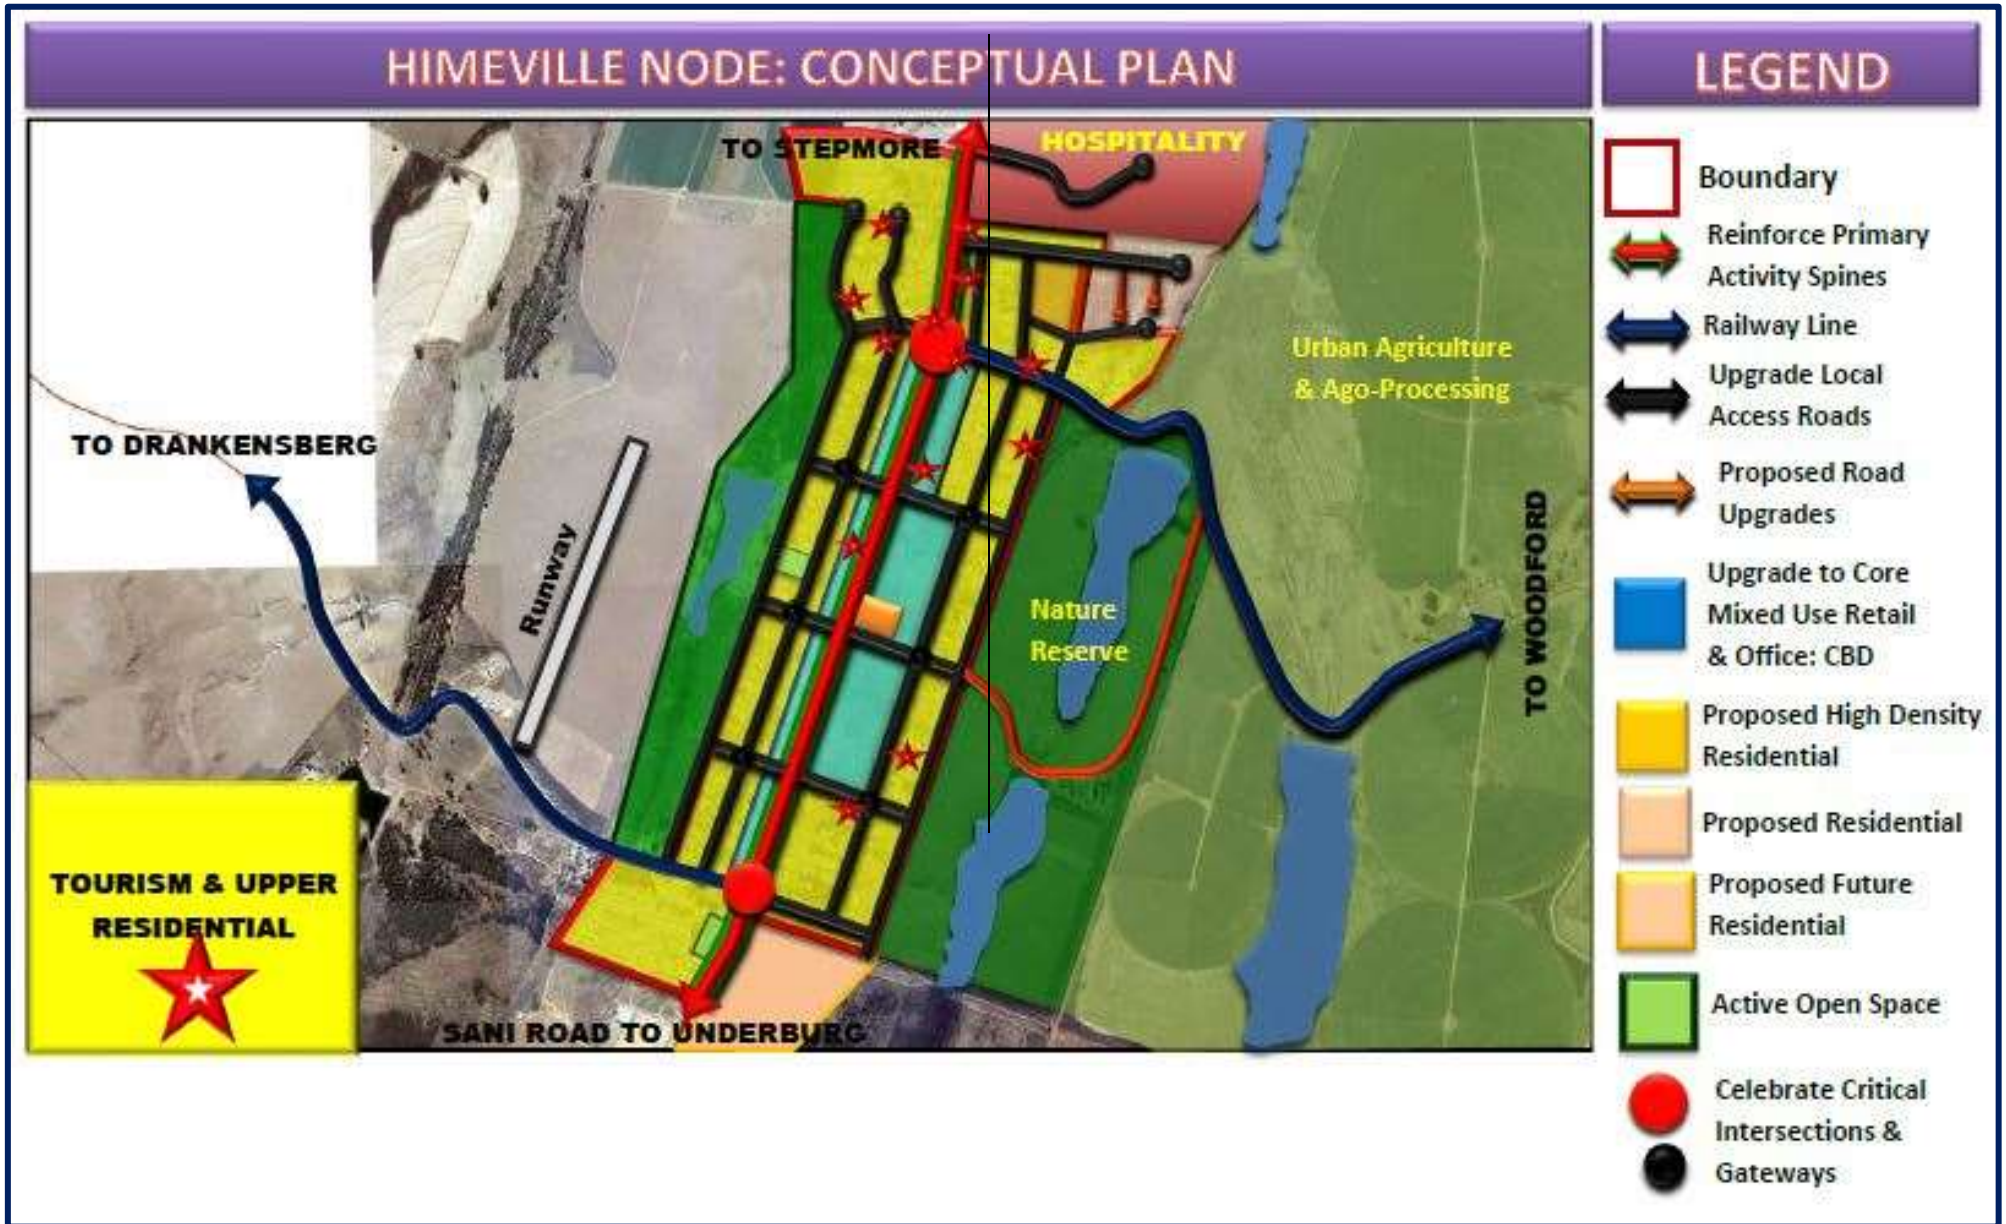 HIMEVILLE NODE: CONCEPTUAL PLAN
LEGEND
TO STEPMORE
HOSPITALITY
Urban Agriculture
& Ago-Processing
TO DRANKENSBERG
Runway
Nature
Reserve
TO WOODFORD
TOURISM & UPPER
RESIDENTIAL
SANI ROAD TO UNDERBURG
Boundary
Reinforce Primary
Activity Spines
Railway Line
Upgrade Local
Access Roads
Proposed Road
Upgrades
Upgrade to Core
Mixed Use Retail
& Office: CBD
Proposed High Density
Residential
Proposed Residential
Proposed Future
Residential
Active Open Space
Celebrate Critical
Intersections &
Gateways